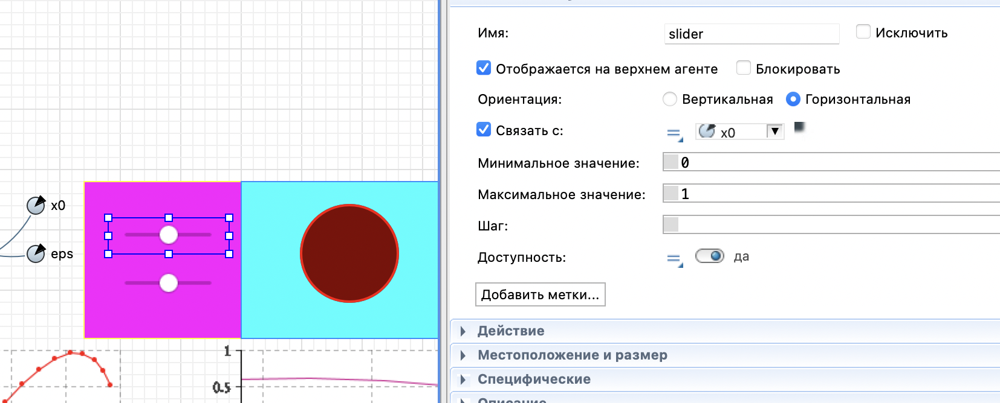 Имя:
slider
Исключить
Отображается на верхнем агенте
Блокировать
Ориентация:
Вертикальная
Горизонтальная
Связать с:
x0
Минимальное значение:
0
Максимальное значение:
1
Шаг:
Доступность:
да
Добавить метки...
Действие
Местоположение и размер
Специфические
Описание
x0
eps
1
0.5